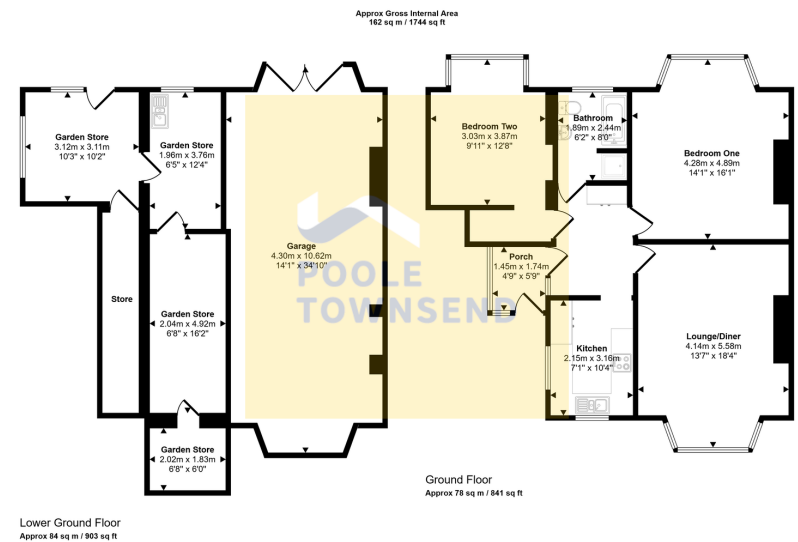 Approx Gross Internal Area
162 sq m / 1744 sq ft
Garden Store
3.12m x 3.11m
10'3" x 10'2"
Garden Store
1.96m x 3.76m
6'5" x 12'4"
Garage
4.30m x 10.62m
14'1" x 34'10"
Store
Garden Store
2.04m x 4.92m
6'8" x 16'2"
Garden Store
2.02m x 1.83m
6'8" x 6'0"
Lower Ground Floor
Approx 84 sq m / 903 sq ft
Bedroom Two
3.03m x 3.87m
9'11" x 12'8"
Bathroom
1.89m x 2.44m
6'2" x 8'0"
Bedroom One
4.28m x 4.89m
14'1" x 16'1"
Porch
1.45m x 1.74m
4'9" x 5'9"
Kitchen
2.15m x 3.16m
7'1" x 10'4"
Lounge/Diner
4.14m x 5.58m
13'7" x 18'4"
Ground Floor
Approx 78 sq m / 841 sq ft
POOLE
TOWNSEND